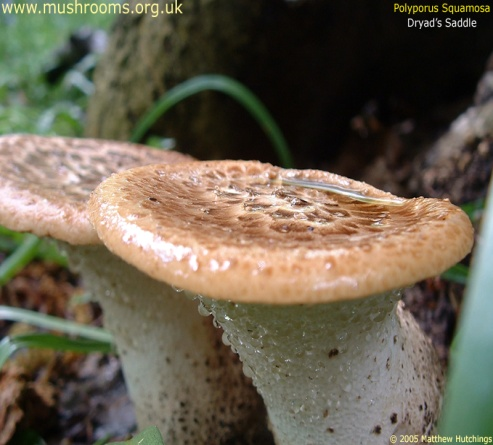 www.mushrooms.org.uk
Polyporus Squamosa
Dryad's Saddle
© 2005 Matthew Hutchings